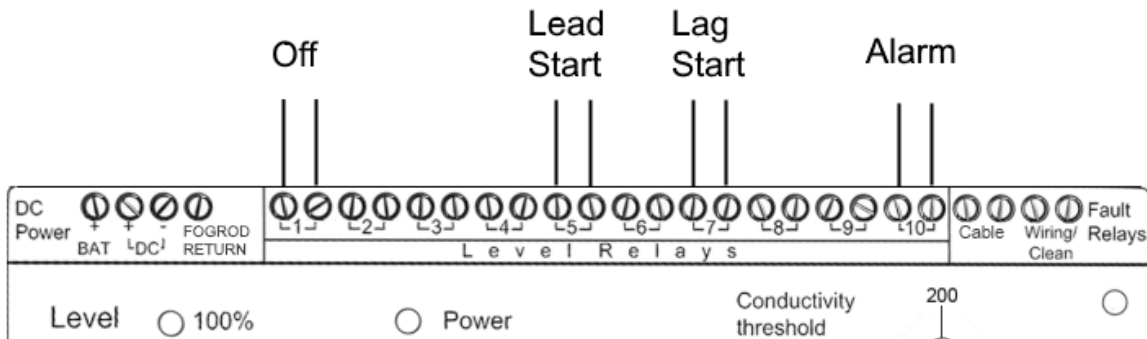 Off
Lead
Start
Lag
Start
Alarm
DC
Power
+ + -
BAT
└DC┘
FOGROD
RETURN
└1┘ └2┘ └3┘ └4┘ └5┘ └6┘ └7┘ └8┘ └9┘ └10┘
Level Relays
Cable
Wiring/
Clean
Fault
Relays
Level
100%
Power
Conductivity
threshold
200